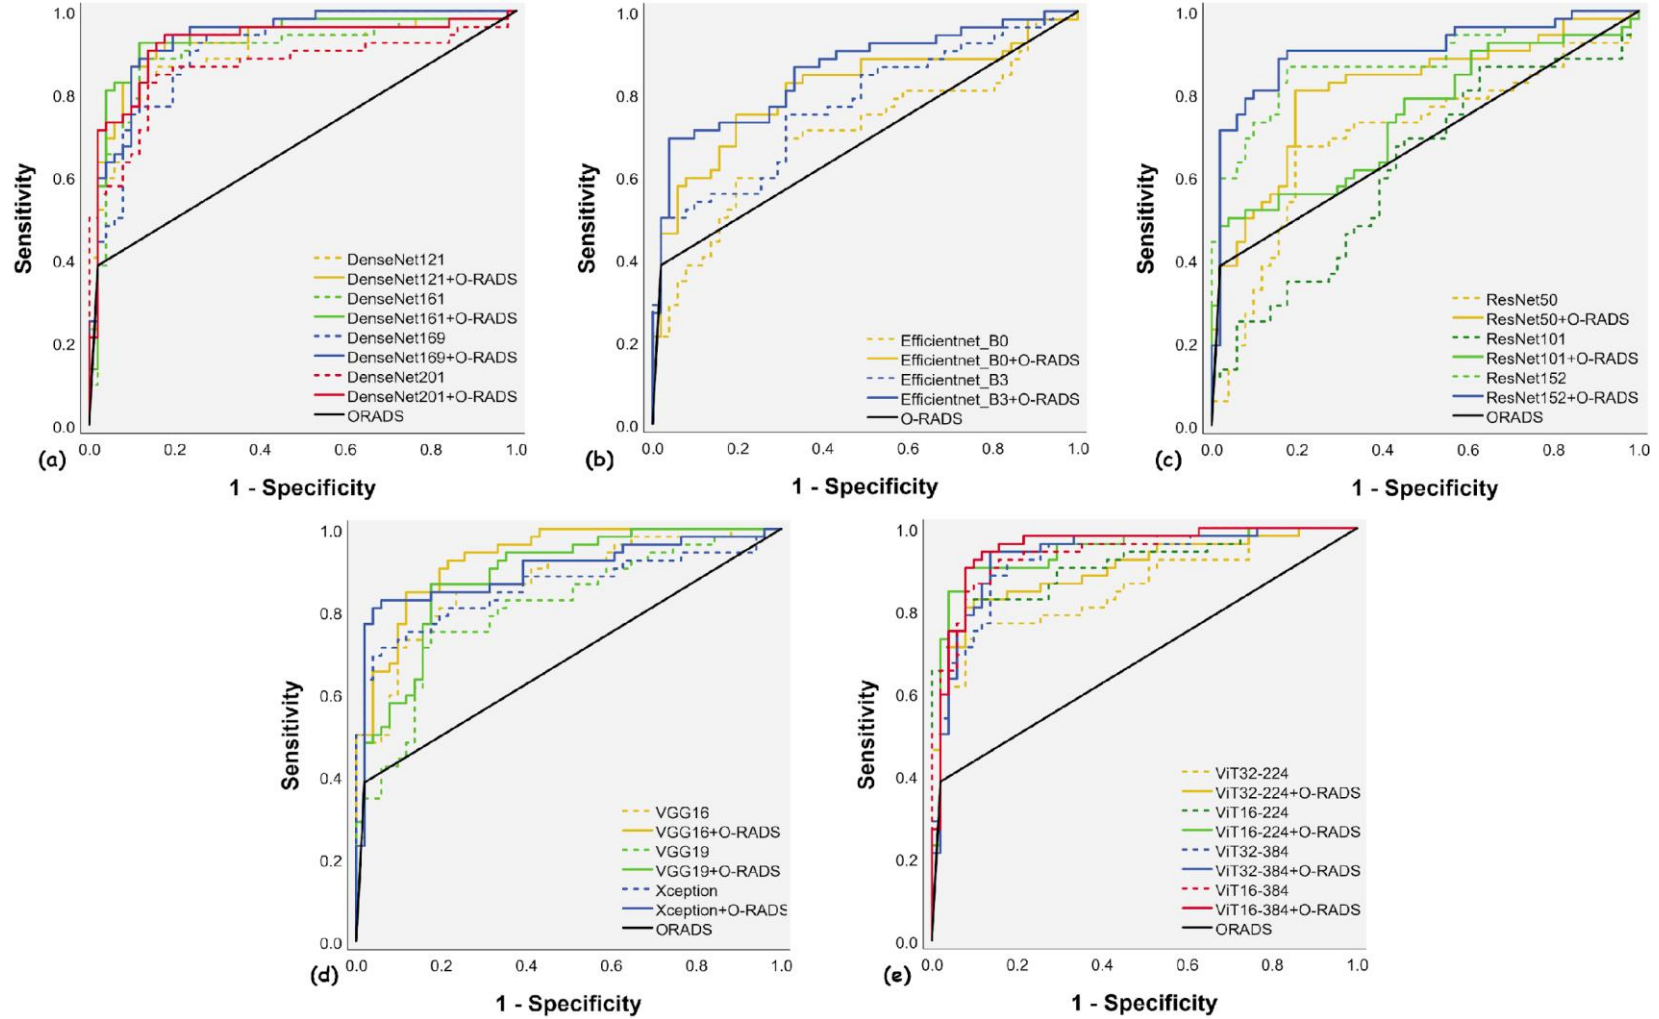 1.0
0.8
0.6
0.4
0.2
0.0
Sensitivity
DenseNet121
DenseNet121+O-RADS
DenseNet161
DenseNet161+O-RADS
DenseNet169
DenseNet169+O-RADS
DenseNet201
DenseNet201+O-RADS
ORADS
(a)
0.0 0.2 0.4 0.6 0.8 1.0
1 - Specificity
1.0
0.8
0.6
0.4
0.2
0.0
Sensitivity
Efficientnet_B0
Efficientnet_B0+O-RADS
Efficientnet_B3
Efficientnet_B3+O-RADS
O-RADS
(b)
0.0 0.2 0.4 0.6 0.8 1.0
1 - Specificity
1.0
0.8
0.6
0.4
0.2
0.0
Sensitivity
ResNet50
ResNet50+O-RADS
ResNet101
ResNet101+O-RADS
ResNet152
ResNet152+O-RADS
ORADS
(c)
0.0 0.2 0.4 0.6 0.8 1.0
1 - Specificity
1.0
0.8
0.6
0.4
0.2
0.0
Sensitivity
VGG16
VGG16+O-RADS
VGG19
VGG19+O-RADS
Xception
Xception+O-RADS
ORADS
(d)
0.0 0.2 0.4 0.6 0.8 1.0
1 - Specificity
1.0
0.8
0.6
0.4
0.2
0.0
Sensitivity
ViT32-224
ViT32-224+O-RADS
ViT16-224
ViT16-224+O-RADS
ViT32-384
ViT32-384+O-RADS
ViT16-384
ViT16-384+O-RADS
ORADS
(e)
0.0 0.2 0.4 0.6 0.8 1.0
1 - Specificity